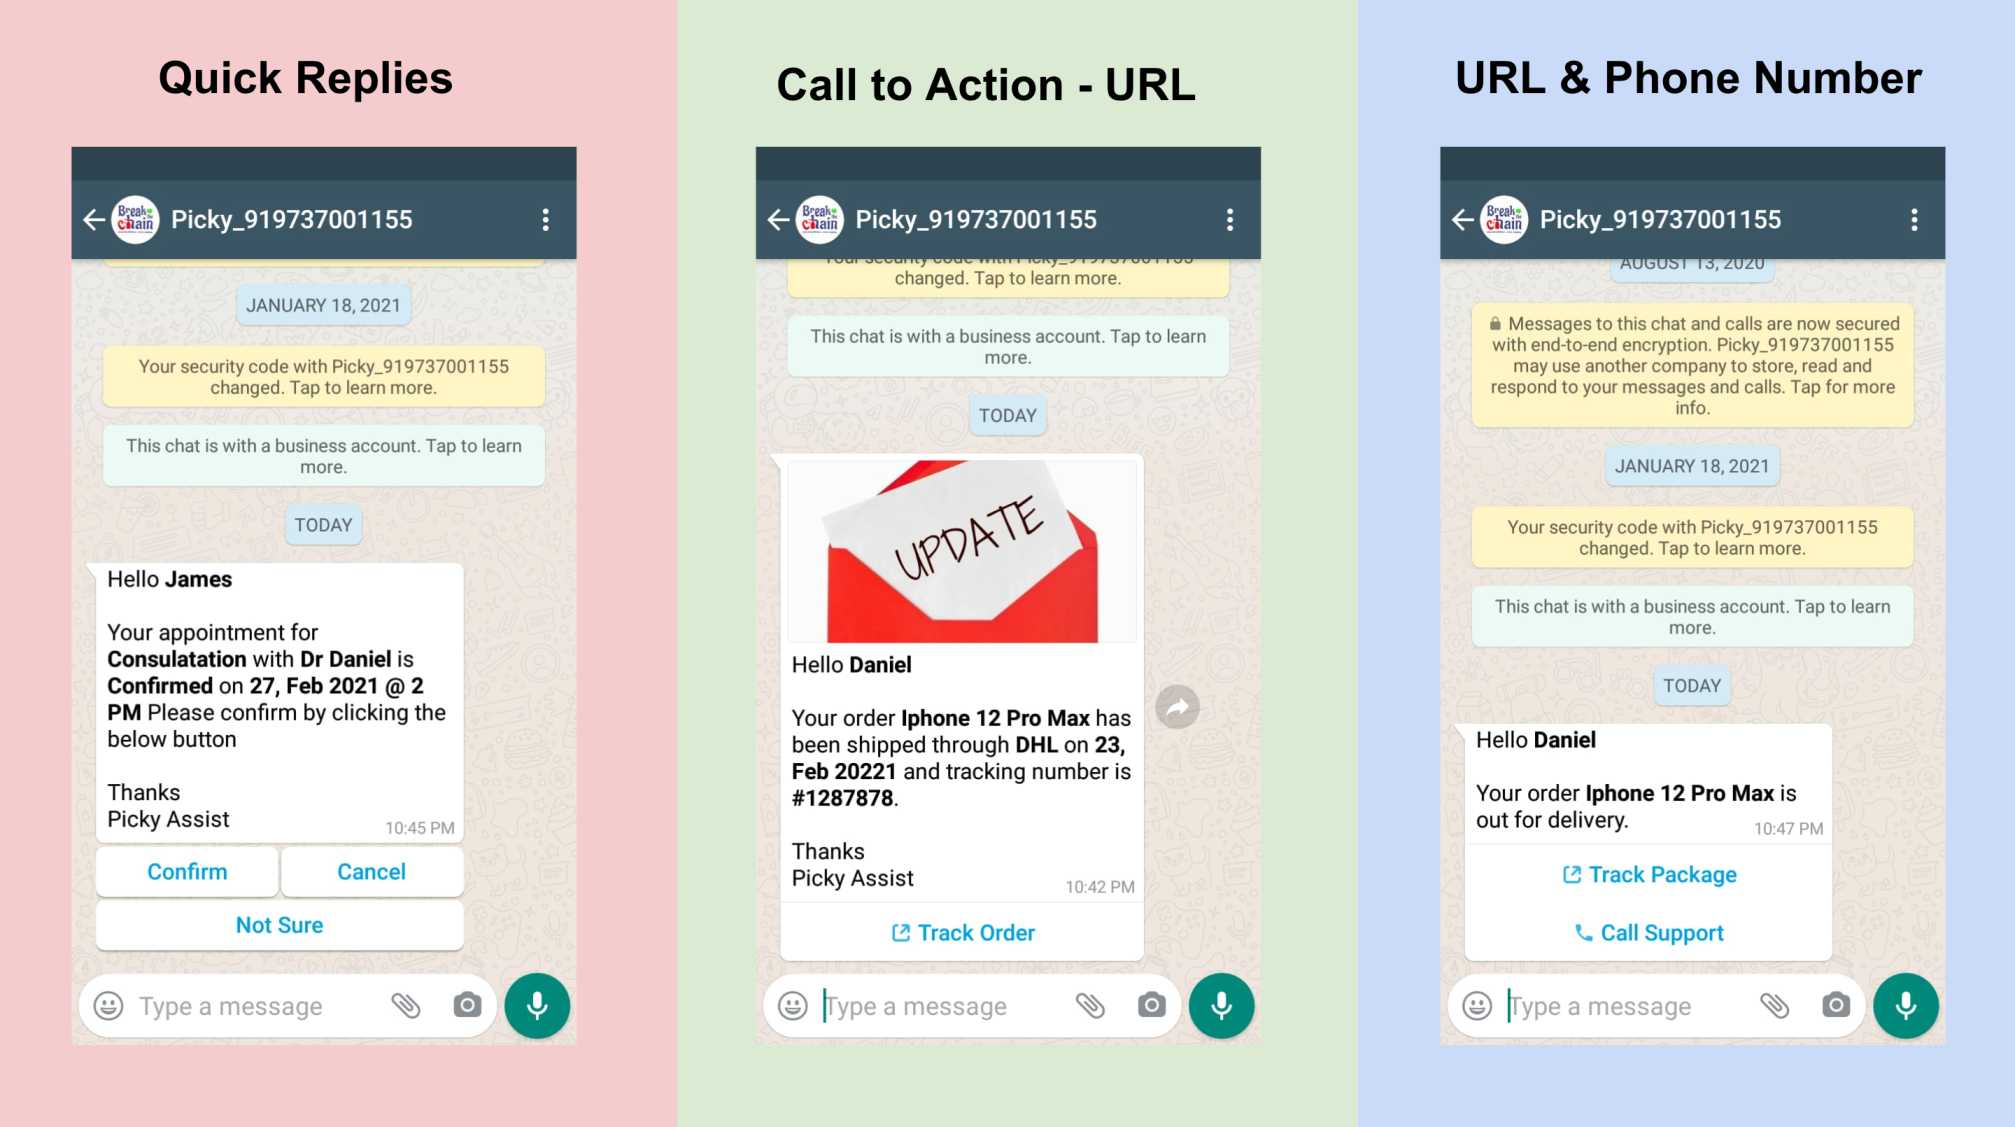 Quick Replies
Break the
Chain
Picky_919737001155
JANUARY 18, 2021
Your security code with Picky_919737001155
changed. Tap to learn more.
This chat is with a business account. Tap to learn
more.
TODAY
Hello James
Your appointment for
Consulatation with Dr Daniel is
Confirmed on 27, Feb 2021 @ 2
PM Please confirm by clicking the
below button
Thanks
Picky Assist
10:45 PM
Confirm
Cancel
Not Sure
Type a message
Call to Action - URL
Break the
Chain
Picky_919737001155
Your security code with Picky_919737001155
changed. Tap to learn more.
This chat is with a business account. Tap to learn
more.
TODAY
UPDATE
Hello Daniel
Your order Iphone 12 Pro Max has
been shipped through DHL on 23,
Feb 20221 and tracking number is
#1287878.
Thanks
Picky Assist
10:42 PM
Track Order
Type a message
URL & Phone Number
Break the
Chain
Picky_919737001155
AUGUST 13, 2020
Messages to this chat and calls are now secured
with end-to-end encryption. Picky_919737001155
may use another company to store, read and
respond to your messages and calls. Tap for more
info.
JANUARY 18, 2021
Your security code with Picky_919737001155
changed. Tap to learn more.
This chat is with a business account. Tap to learn
more.
TODAY
Hello Daniel
Your order Iphone 12 Pro Max is
out for delivery.
10:47 PM
Track Package
Call Support
Type a message